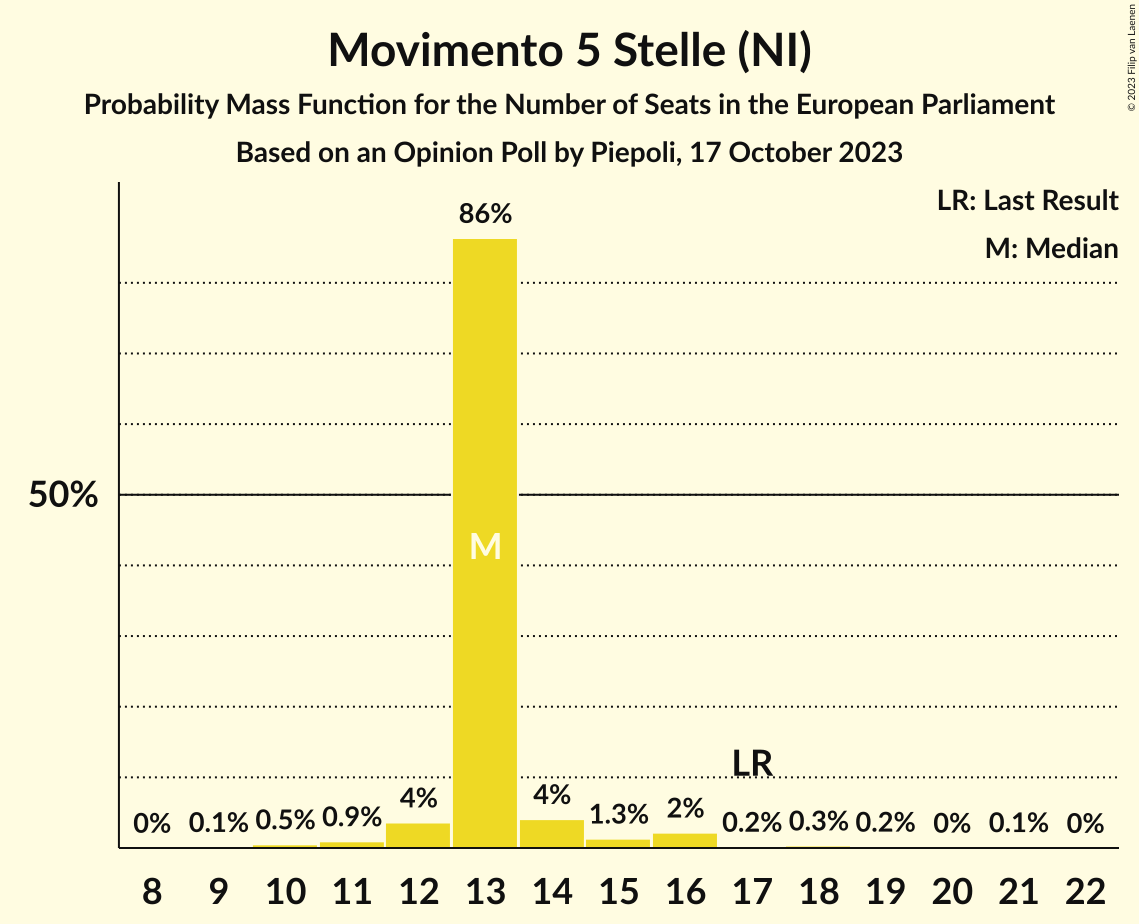 Movimento 5 Stelle (NI)
Probability Mass Function for the Number of Seats in the European Parliament
Based on an Opinion Poll by Piepoli, 17 October 2023
© 2023 Filip van Laenen
LR: Last Result
M: Median
86%
50%
M
LR
0% 0.1% 0.5% 0.9% 4% 4% 1.3% 2% 0.2% 0.3% 0.2% 0% 0.1% 0%
8 9 10 11 12 13 14 15 16 17 18 19 20 21 22